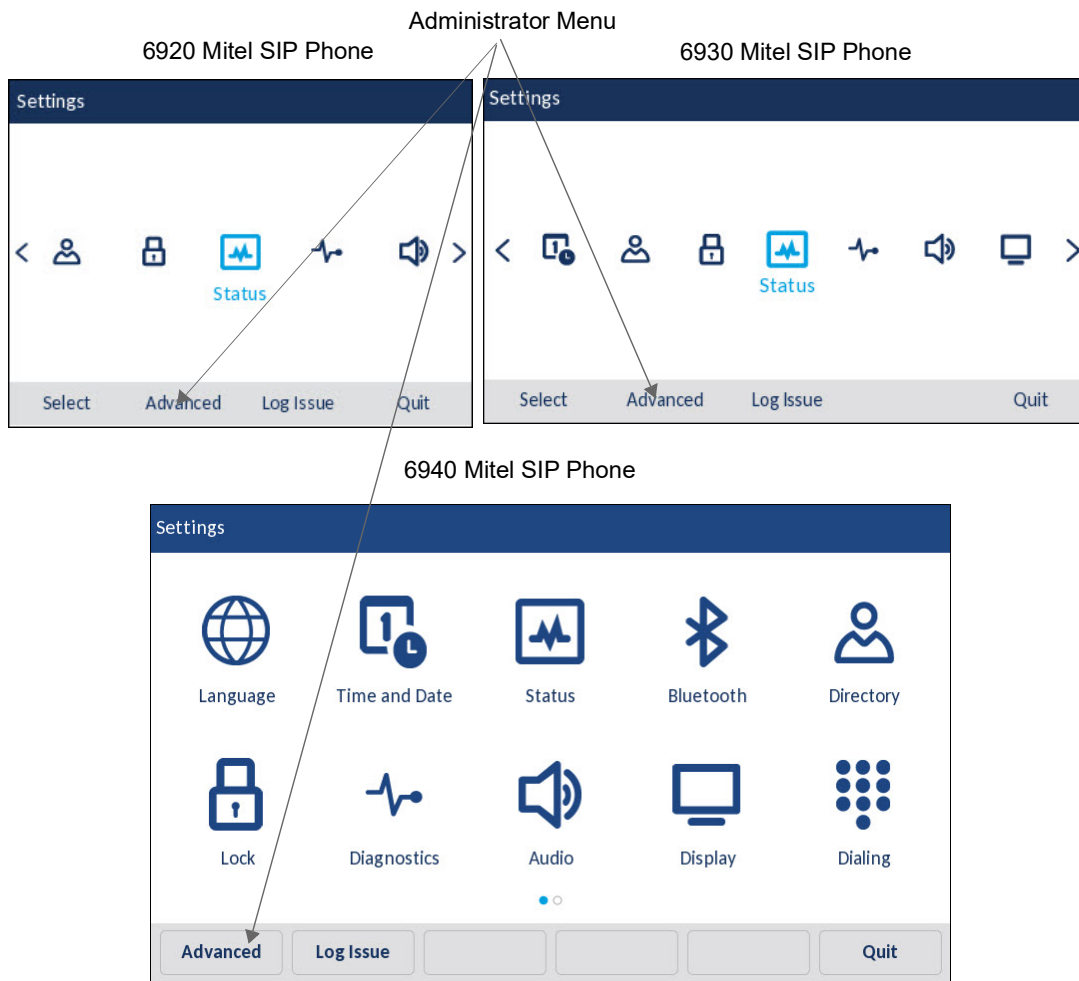 Administrator Menu
6920 Mitel SIP Phone
6930 Mitel SIP Phone
Settings
Settings
1
Status
Status
Select Advanced Log Issue Quit
Select Advanced Log Issue Quit
6940 Mitel SIP Phone
Settings
1
Language Time and Date Status Bluetooth Directory
Lock Diagnostics Audio Display Dialing
Advanced Log Issue Quit